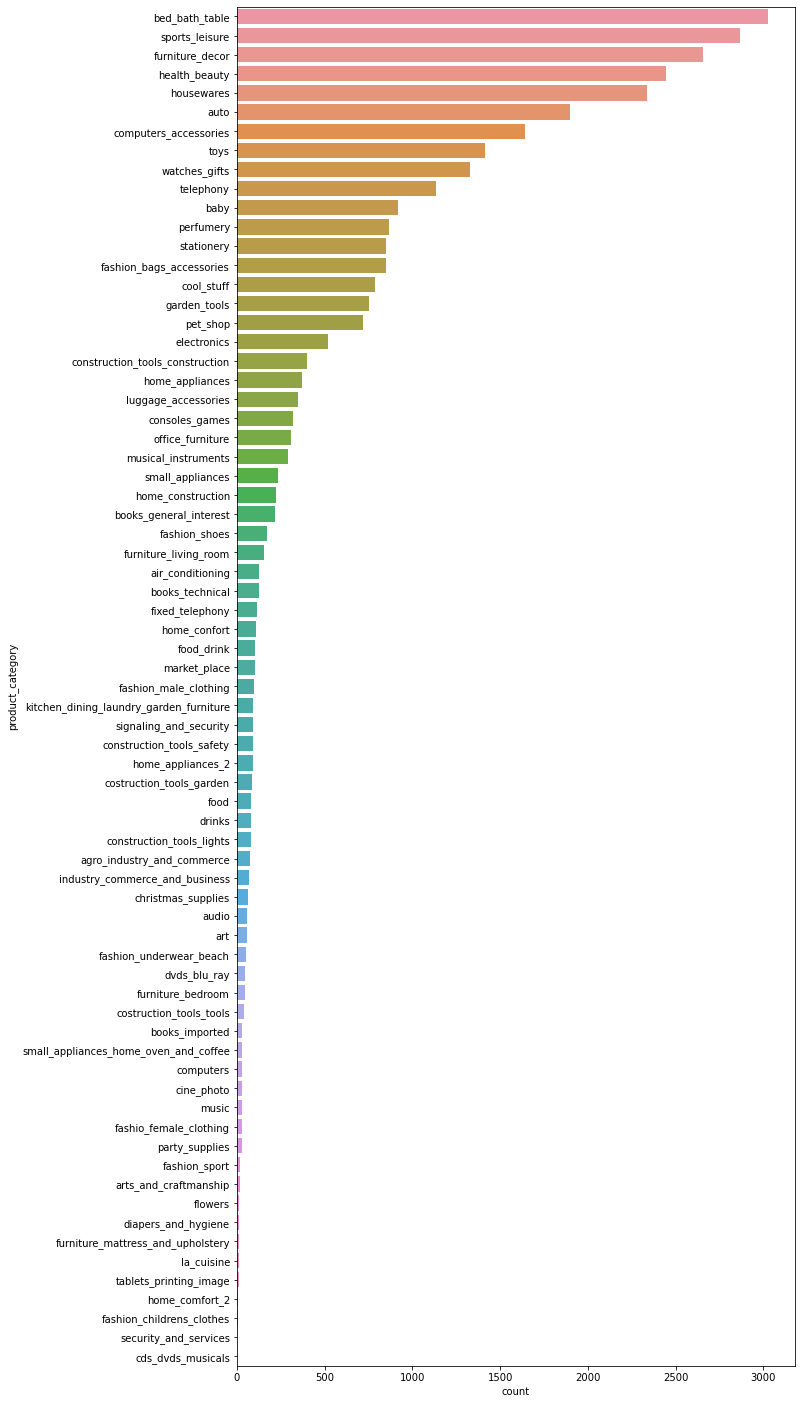 bed_bath_table
sports_leisure
furniture_decor
health_beauty
housewares
auto
computers_accessories
toys
watches_gifts
telephony
baby
perfumery
stationery
fashion_bags_accessories
cool_stuff
garden_tools
pet_shop
electronics
construction_tools_construction
home_appliances
luggage_accessories
consoles_games
office_furniture
musical_instruments
small_appliances
home_construction
books_general_interest
fashion_shoes
furniture_living_room
air_conditioning
books_technical
fixed_telephony
home_confort
food_drink
market_place
fashion_male_clothing
kitchen_dining_laundry_garden_furniture
signaling_and_security
construction_tools_safety
home_appliances_2
costruction_tools_garden
food
drinks
construction_tools_lights
agro_industry_and_commerce
industry_commerce_and_business
christmas_supplies
audio
art
fashion_underwear_beach
dvds_blu_ray
furniture_bedroom
costruction_tools_tools
books_imported
small_appliances_home_oven_and_coffee
computers
cine_photo
music
fashio_female_clothing
party_supplies
fashion_sport
arts_and_craftmanship
flowers
diapers_and_hygiene
furniture_mattress_and_upholstery
la_cuisine
tablets_printing_image
home_comfort_2
fashion_childrens_clothes
security_and_services
cds_dvds_musicals
product_category
0 500 1000 1500 2000 2500 3000
count